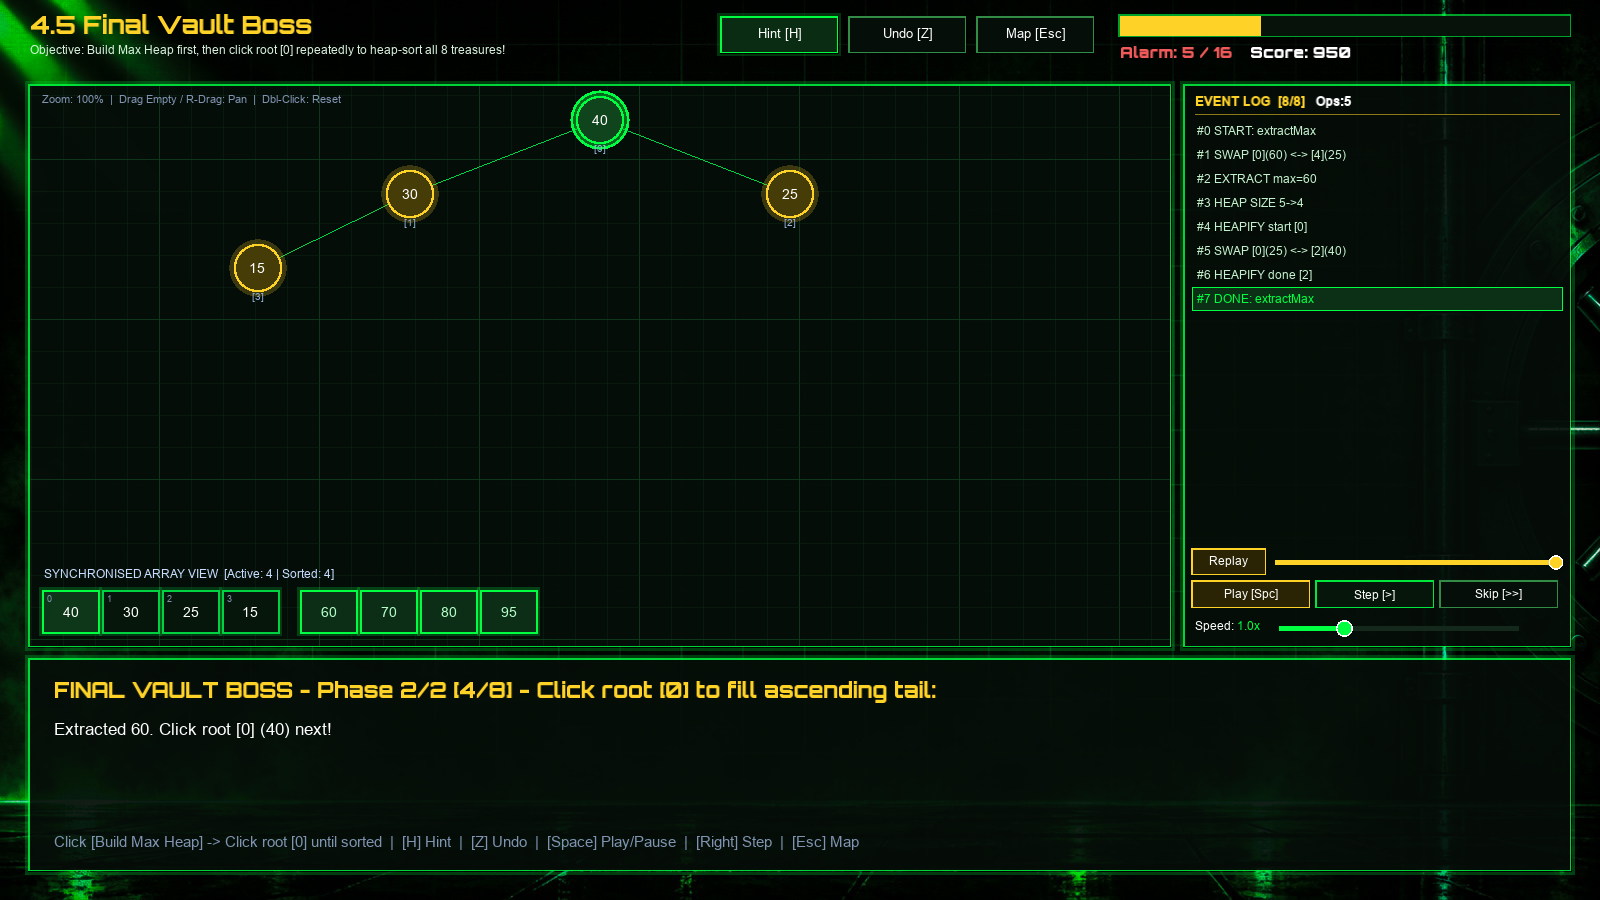 4.5 Final Vault Boss
Objective: Build Max Heap first, then click root [0] repeatedly to heap-sort all 8 treasures!
Hint [H]
Undo [Z]
Map [Esc]
Alarm: 5 / 16 Score: 950
Zoom: 100% | Drag Empty / R-Drag: Pan | Dbl-Click: Reset
40
[0]
30
[1]
25
[2]
15
[3]
SYNCHRONISED ARRAY VIEW [Active: 4 | Sorted: 4]
0 1 2 3
40 30 25 15 60 70 80 95
EVENT LOG [8/8] Ops:5
#0 START: extractMax
#1 SWAP [0](60) <-> [4](25)
#2 EXTRACT max=60
#3 HEAP SIZE 5->4
#4 HEAPIFY start [0]
#5 SWAP [0](25) <-> [2](40)
#6 HEAPIFY done [2]
#7 DONE: extractMax
Replay
Play [Spc]
Step [>]
Skip [>>]
Speed: 1.0x
FINAL VAULT BOSS - Phase 2/2 [4/8] - Click root [0] to fill ascending tail:
Extracted 60. Click root [0] (40) next!
Click [Build Max Heap] -> Click root [0] until sorted | [H] Hint | [Z] Undo | [Space] Play/Pause | [Right] Step | [Esc] Map